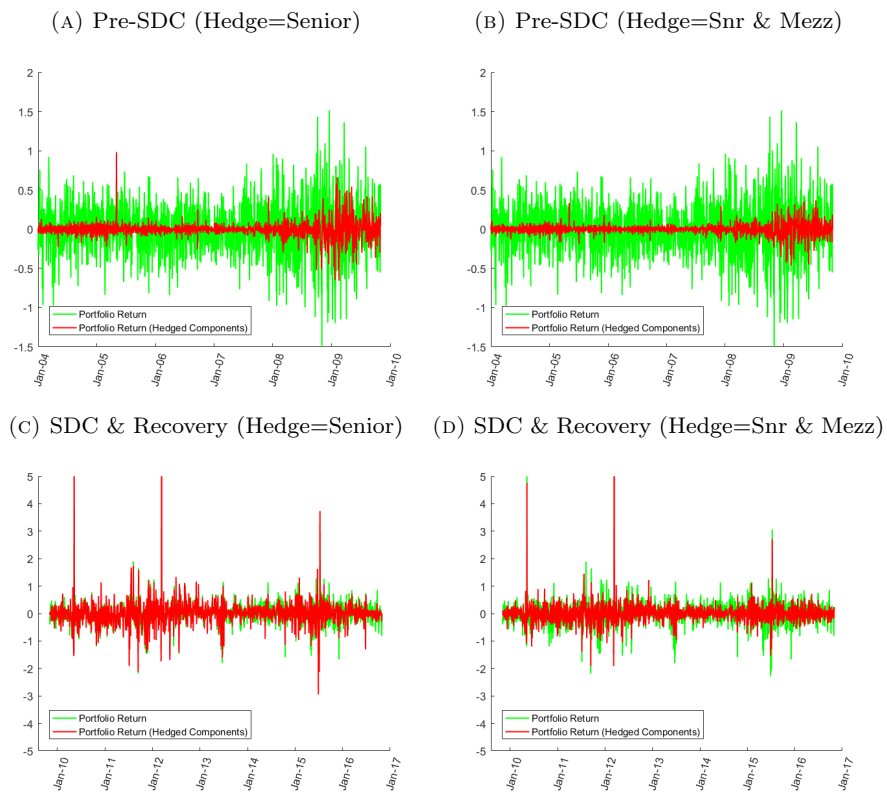 (A) Pre-SDC (Hedge=Senior)
(B) Pre-SDC (Hedge=Snr & Mezz)
2
1.5
1
0.5
0
-0.5
-1
-1.5
Portfolio Return
Portfolio Return (Hedged Components)
Jan-04
Jan-05
Jan-06
Jan-07
Jan-08
Jan-09
Jan-10
2
1.5
1
0.5
0
-0.5
-1
-1.5
Portfolio Return
Portfolio Return (Hedged Components)
Jan-04
Jan-05
Jan-06
Jan-07
Jan-08
Jan-09
Jan-10
(C) SDC & Recovery (Hedge=Senior)
(D) SDC & Recovery (Hedge=Snr & Mezz)
5
4
3
2
1
0
-1
-2
-3
-4
-5
Portfolio Return
Portfolio Return (Hedged Components)
Jan-10
Jan-11
Jan-12
Jan-13
Jan-14
Jan-15
Jan-16
Jan-17
5
4
3
2
1
0
-1
-2
-3
-4
-5
Portfolio Return
Portfolio Return (Hedged Components)
Jan-10
Jan-11
Jan-12
Jan-13
Jan-14
Jan-15
Jan-16
Jan-17